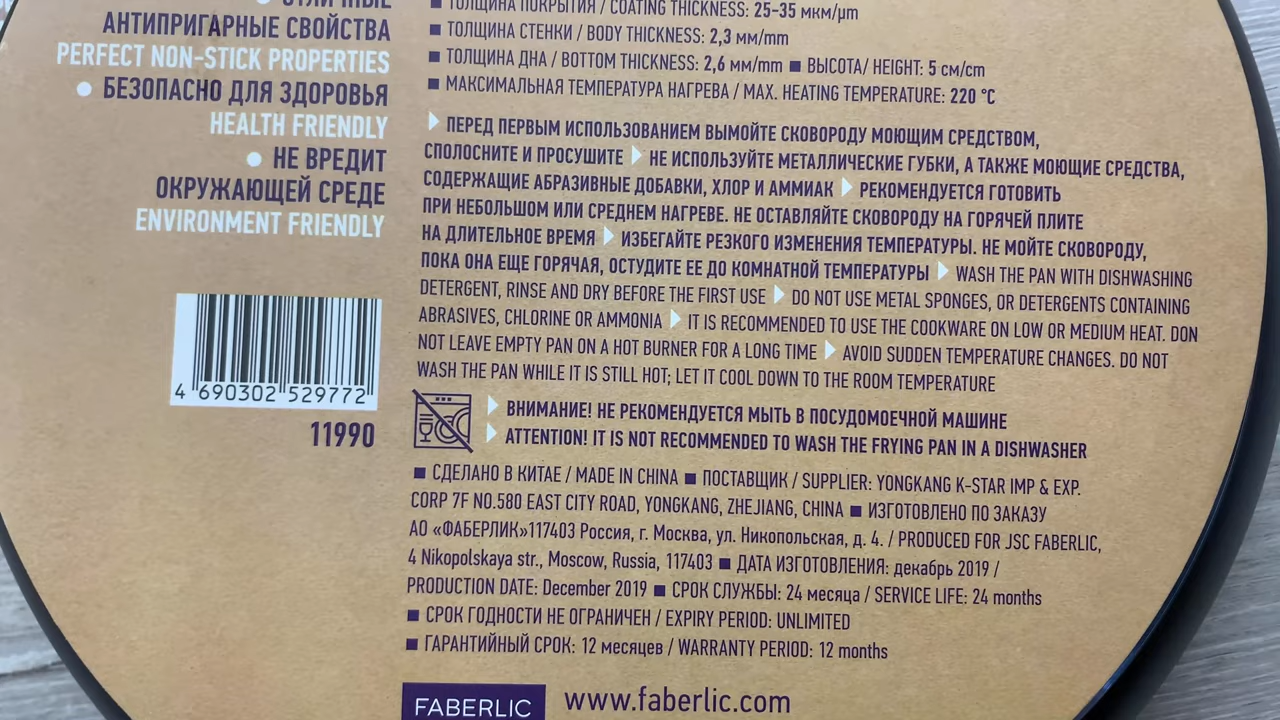 ОТЛИЧНЫЕ
АНТИПРИГАРНЫЕ СВОЙСТВА
PERFECT NON-STICK PROPERTIES
● БЕЗОПАСНО ДЛЯ ЗДОРОВЬЯ
HEALTH FRIENDLY
● НЕ ВРЕДИТ
ОКРУЖАЮЩЕЙ СРЕДЕ
ENVIRONMENT FRIENDLY
4 690302 529772
11990
■ ТОЛЩИНА ПОКРЫТИЯ / COATING THICKNESS: 25-35 мкм/µm
■ ТОЛЩИНА СТЕНКИ / BODY THICKNESS: 2,3 мм/mm
■ ТОЛЩИНА ДНА / BOTTOM THICKNESS: 2,6 мм/mm ■ ВЫСОТА/ HEIGHT: 5 см/cm
■ МАКСИМАЛЬНАЯ ТЕМПЕРАТУРА НАГРЕВА / MAX. HEATING TEMPERATURE: 220 °C
ПЕРЕД ПЕРВЫМ ИСПОЛЬЗОВАНИЕМ ВЫМОЙТЕ СКОВОРОДУ МОЮЩИМ СРЕДСТВОМ,
СПОЛОСНИТЕ И ПРОСУШИТЕ НЕ ИСПОЛЬЗУЙТЕ МЕТАЛЛИЧЕСКИЕ ГУБКИ, А ТАКЖЕ МОЮЩИЕ СРЕДСТВА,
СОДЕРЖАЩИЕ АБРАЗИВНЫЕ ДОБАВКИ, ХЛОР И АММИАК РЕКОМЕНДУЕТСЯ ГОТОВИТЬ
ПРИ НЕБОЛЬШОМ ИЛИ СРЕДНЕМ НАГРЕВЕ. НЕ ОСТАВЛЯЙТЕ СКОВОРОДУ НА ГОРЯЧЕЙ ПЛИТЕ
НА ДЛИТЕЛЬНОЕ ВРЕМЯ ИЗБЕГАЙТЕ РЕЗКОГО ИЗМЕНЕНИЯ ТЕМПЕРАТУРЫ. НЕ МОЙТЕ СКОВОРОДУ,
ПОКА ОНА ЕЩЕ ГОРЯЧАЯ, ОСТУДИТЕ ЕЕ ДО КОМНАТНОЙ ТЕМПЕРАТУРЫ WASH THE PAN WITH DISHWASHING
DETERGENT, RINSE AND DRY BEFORE THE FIRST USE DO NOT USE METAL SPONGES, OR DETERGENTS CONTAINING
ABRASIVES, CHLORINE OR AMMONIA IT IS RECOMMENDED TO USE THE COOKWARE ON LOW OR MEDIUM HEAT. DON
NOT LEAVE EMPTY PAN ON A HOT BURNER FOR A LONG TIME AVOID SUDDEN TEMPERATURE CHANGES. DO NOT
WASH THE PAN WHILE IT IS STILL HOT; LET IT COOL DOWN TO THE ROOM TEMPERATURE
ВНИМАНИЕ! НЕ РЕКОМЕНДУЕТСЯ МЫТЬ В ПОСУДОМОЕЧНОЙ МАШИНЕ
ATTENTION! IT IS NOT RECOMMENDED TO WASH THE FRYING PAN IN A DISHWASHER
■ СДЕЛАНО В КИТАЕ / MADE IN CHINA ■ ПОСТАВЩИК / SUPPLIER: YONGKANG K-STAR IMP & EXP.
CORP 7F NO.580 EAST CITY ROAD, YONGKANG, ZHEJIANG, CHINA ■ ИЗГОТОВЛЕНО ПО ЗАКАЗУ
АО «ФАБЕРЛИК»117403 Россия, г. Москва, ул. Никопольская, д. 4. / PRODUCED FOR JSC FABERLIC,
4 Nikopolskaya str., Moscow, Russia, 117403 ■ ДАТА ИЗГОТОВЛЕНИЯ: декабрь 2019 /
PRODUCTION DATE: December 2019 ■ СРОК СЛУЖБЫ: 24 месяца / SERVICE LIFE: 24 months
■ СРОК ГОДНОСТИ НЕ ОГРАНИЧЕН / EXPIRY PERIOD: UNLIMITED
■ ГАРАНТИЙНЫЙ СРОК: 12 месяцев / WARRANTY PERIOD: 12 months
FABERLIC www.faberlic.com